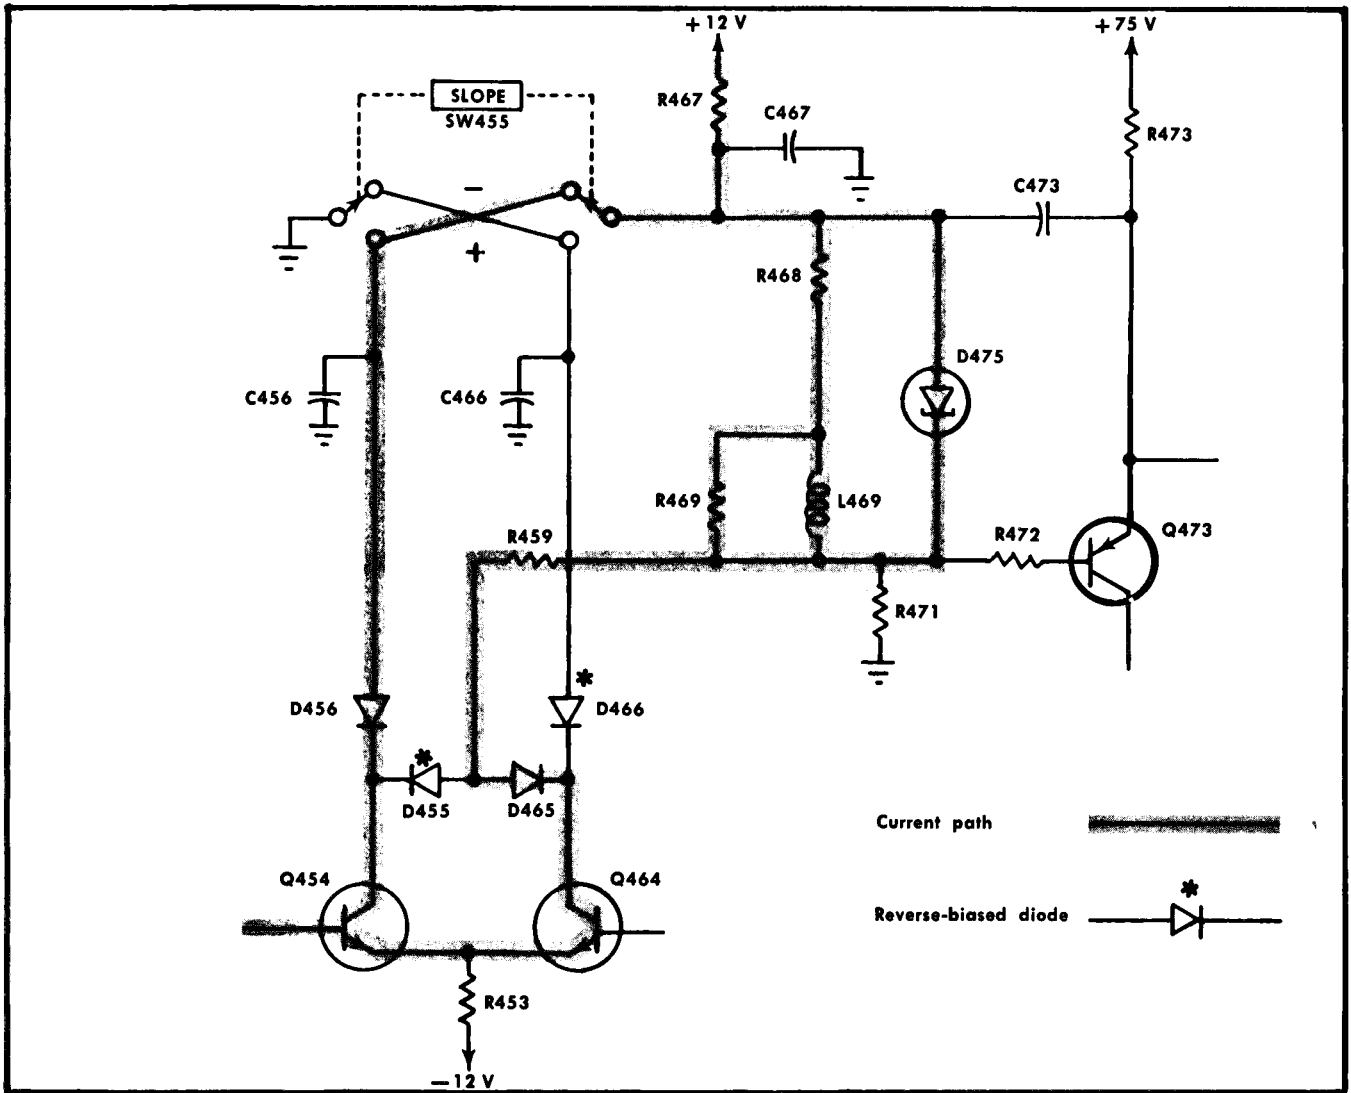 +12 V
+75 V
SLOPE
SW455
R467
C467
R473
C473
−
+
R468
D475
C456
C466
R469
L469
R459
R472
Q473
R471
*
D456
D466
*
D455
D465
Current path
Q454
Q464
*
Reverse-biased diode
R453
−12 V